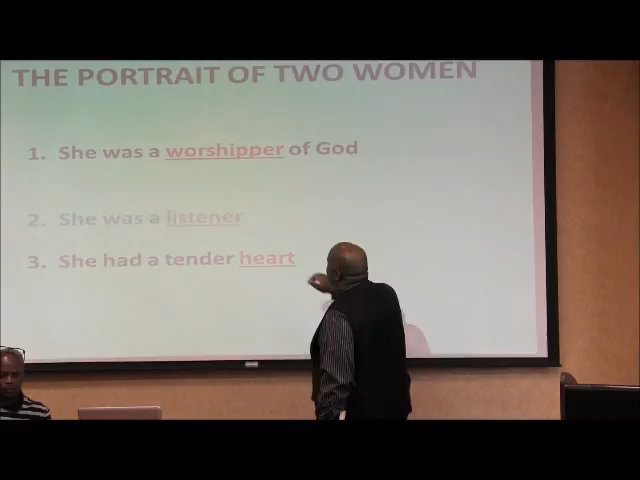 THE PORTRAIT OF TWO WOMEN
1. She was a worshipper of God
2. She was a listener
3. She had a tender heart